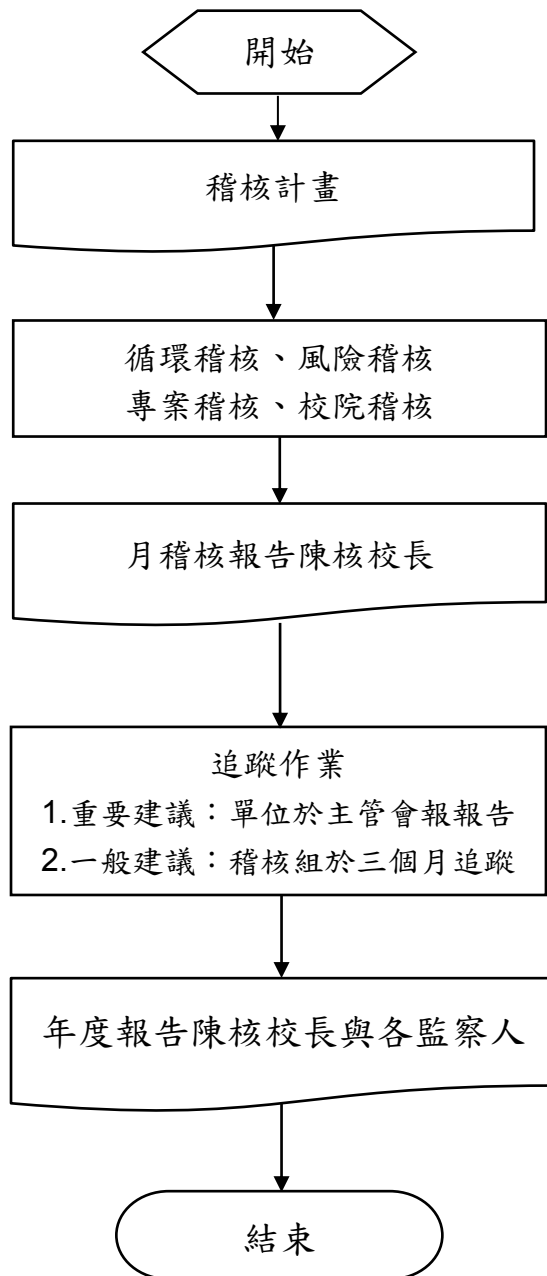 開始
稽核計畫
循環稽核、風險稽核
專案稽核、校院稽核
月稽核報告陳核校長
追蹤作業
1.重要建議：單位於主管會報報告
2.一般建議：稽核組於三個月追蹤
年度報告陳核校長與各監察人
結束